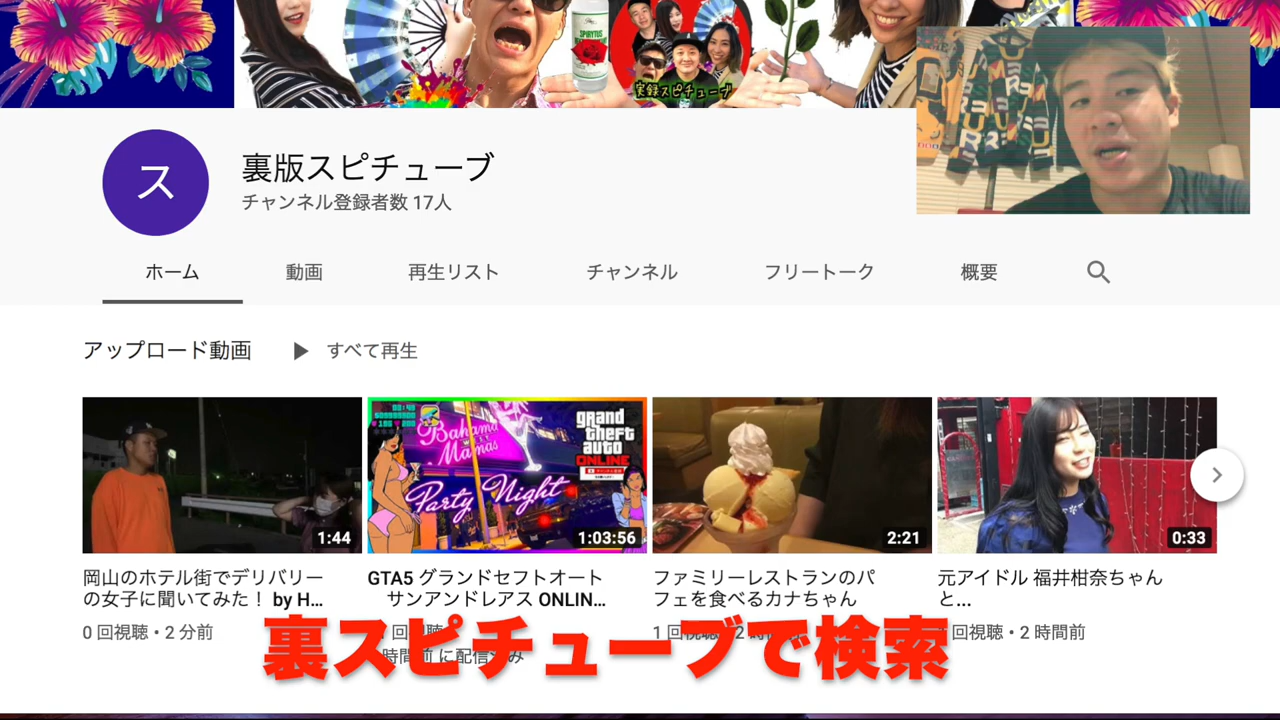 SPIRYTUS
実録スピチューブ
ス
裏版スピチューブ
チャンネル登録者数 17人
ホーム
動画
再生リスト
チャンネル
フリートーク
概要
アップロード動画
すべて再生
1:44
Bahama Mamas
Party Night
grand theft auto
ONLINE
1:03:56
2:21
0:33
岡山のホテル街でデリバリー
の女子に聞いてみた！ by H...
0 回視聴・2 分前
GTA5 グランドセフトオート
サンアンドレアス ONLIN...
ファミリーレストランのパ
フェを食べるカナちゃん
元アイドル 福井柑奈ちゃん
と...
回視聴・2 時間前
裏スピチューブで検索